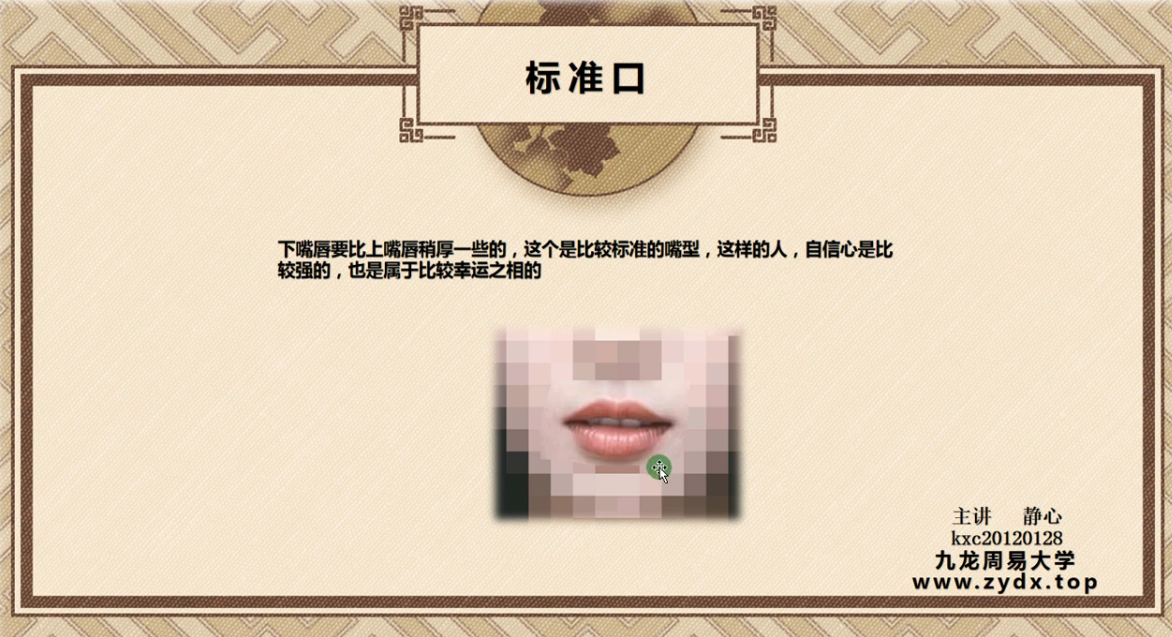 标准口
下嘴唇要比上嘴唇稍厚一些的，这个是比较标准的嘴型，这样的人，自信心是比
较强的，也是属于比较幸运之相的
主讲 静心
kxc20120128
九龙周易大学
www.zydx.top